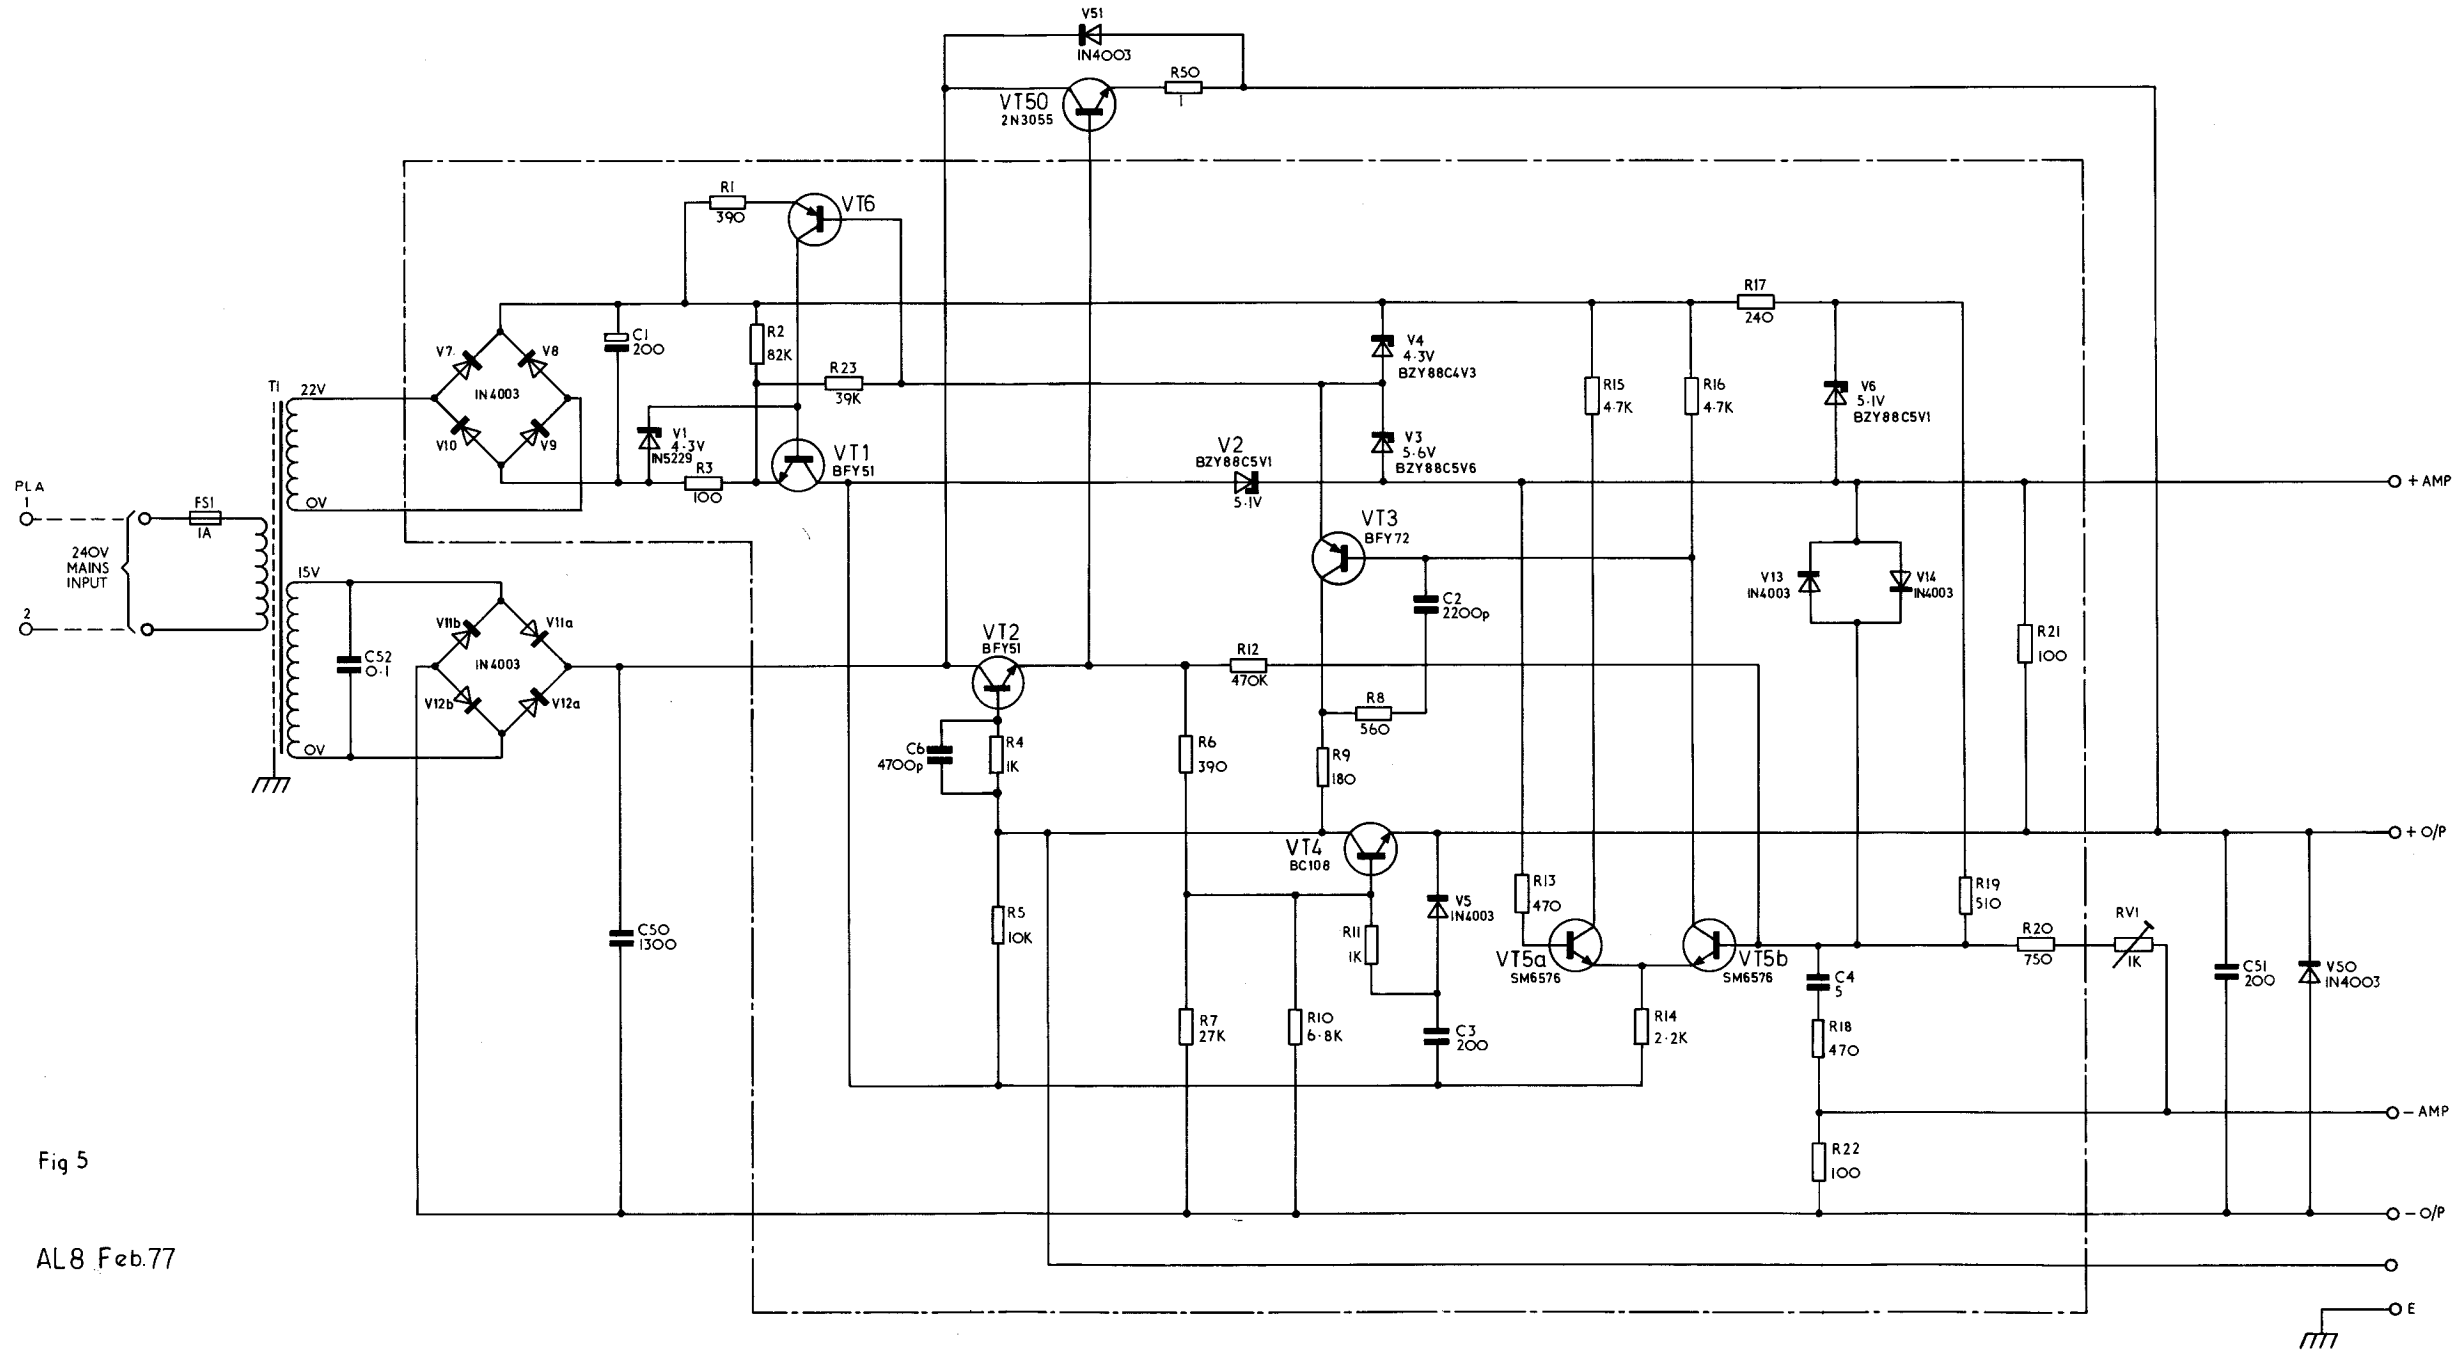 V51
IN4003
R50
1
VT50
2N3055
R1
390
VT6
R17
240
C1
200
R2
82K
V4
4·3V
BZY88C4V3
V7
V8
IN4003
V10
V9
T1
22V
OV
R23
39K
R15
4·7K
R16
4·7K
V6
5·1V
BZY88C5V1
V1
4·3V
IN5229
R3
100
VT1
BFY51
V2
BZY88C5V1
5·1V
V3
5·6V
BZY88C5V6
+ AMP
PLA
1
FS1
1A
240V
MAINS
INPUT
2
VT3
BFY72
15V
OV
C52
0·1
V11b
V11a
IN4003
V12b
V12a
VT2
BFY51
C2
2200p
V13
IN4003
V14
IN4003
R21
100
R12
470K
R8
560
C6
4700p
R4
1K
R6
390
R9
180
VT4
BC108
+ O/P
R13
470
V5
IN4003
R19
510
R5
10K
R11
1K
C50
1300
VT5a
SM6576
VT5b
SM6576
R20
750
RV1
1K
C4
5
C51
200
V50
IN4003
R7
27K
R10
6·8K
C3
200
R14
2·2K
R18
470
– AMP
R22
100
– O/P
Fig 5
AL8 Feb.77
E